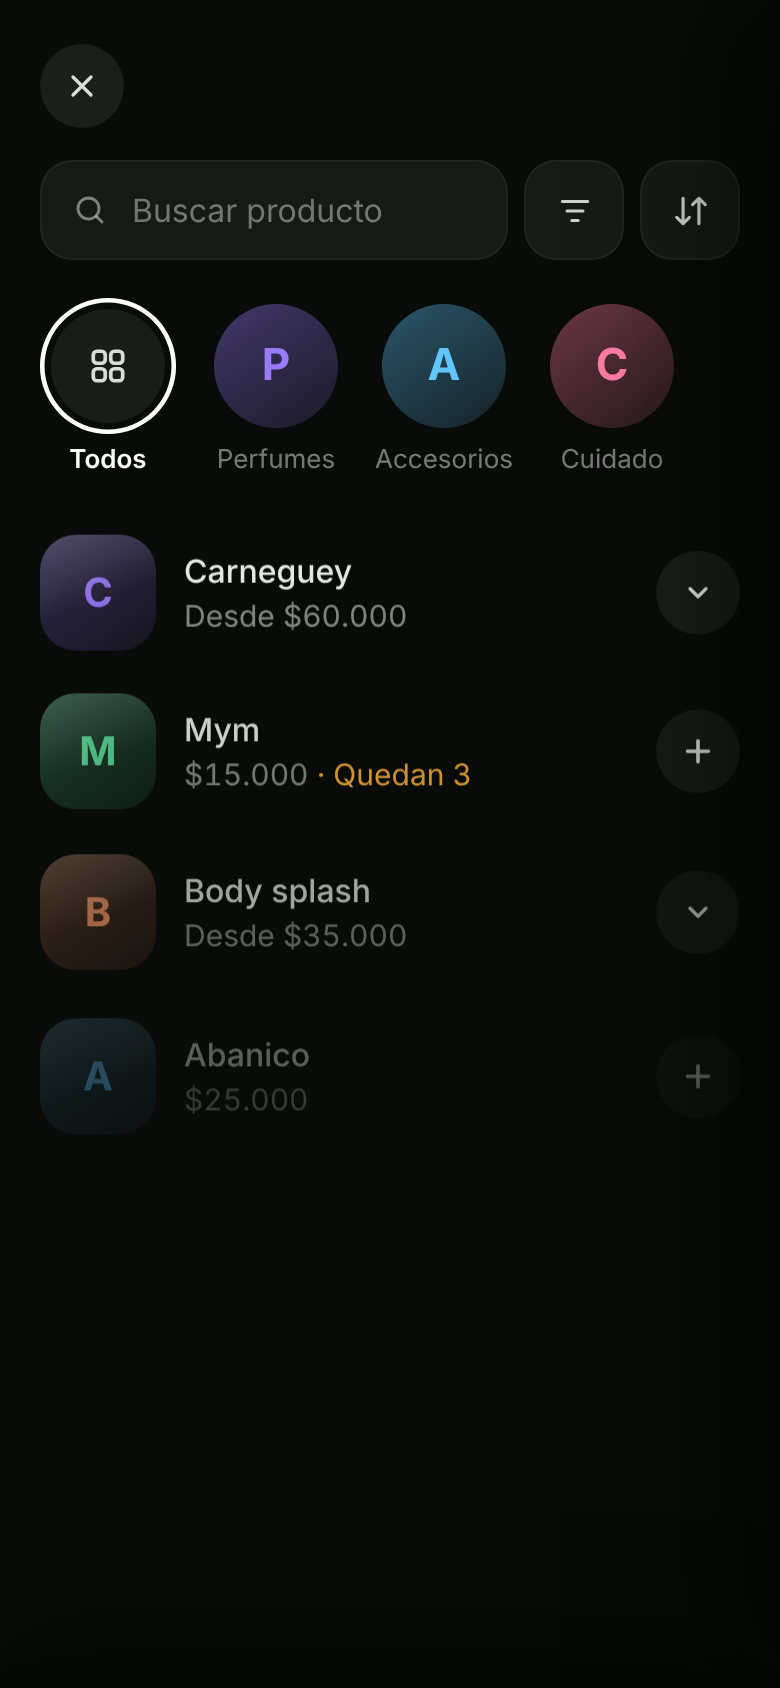 Buscar producto
P
A
C
Todos
Perfumes
Accesorios
Cuidado
C
Carneguey
Desde $60.000
M
Mym
$15.000 · Quedan 3
B
Body splash
Desde $35.000
A
Abanico
$25.000